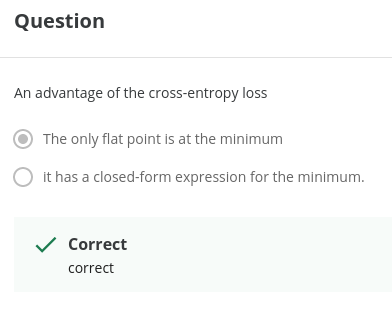 Question
An advantage of the cross-entropy loss
The only flat point is at the minimum
it has a closed-form expression for the minimum.
Correct
correct